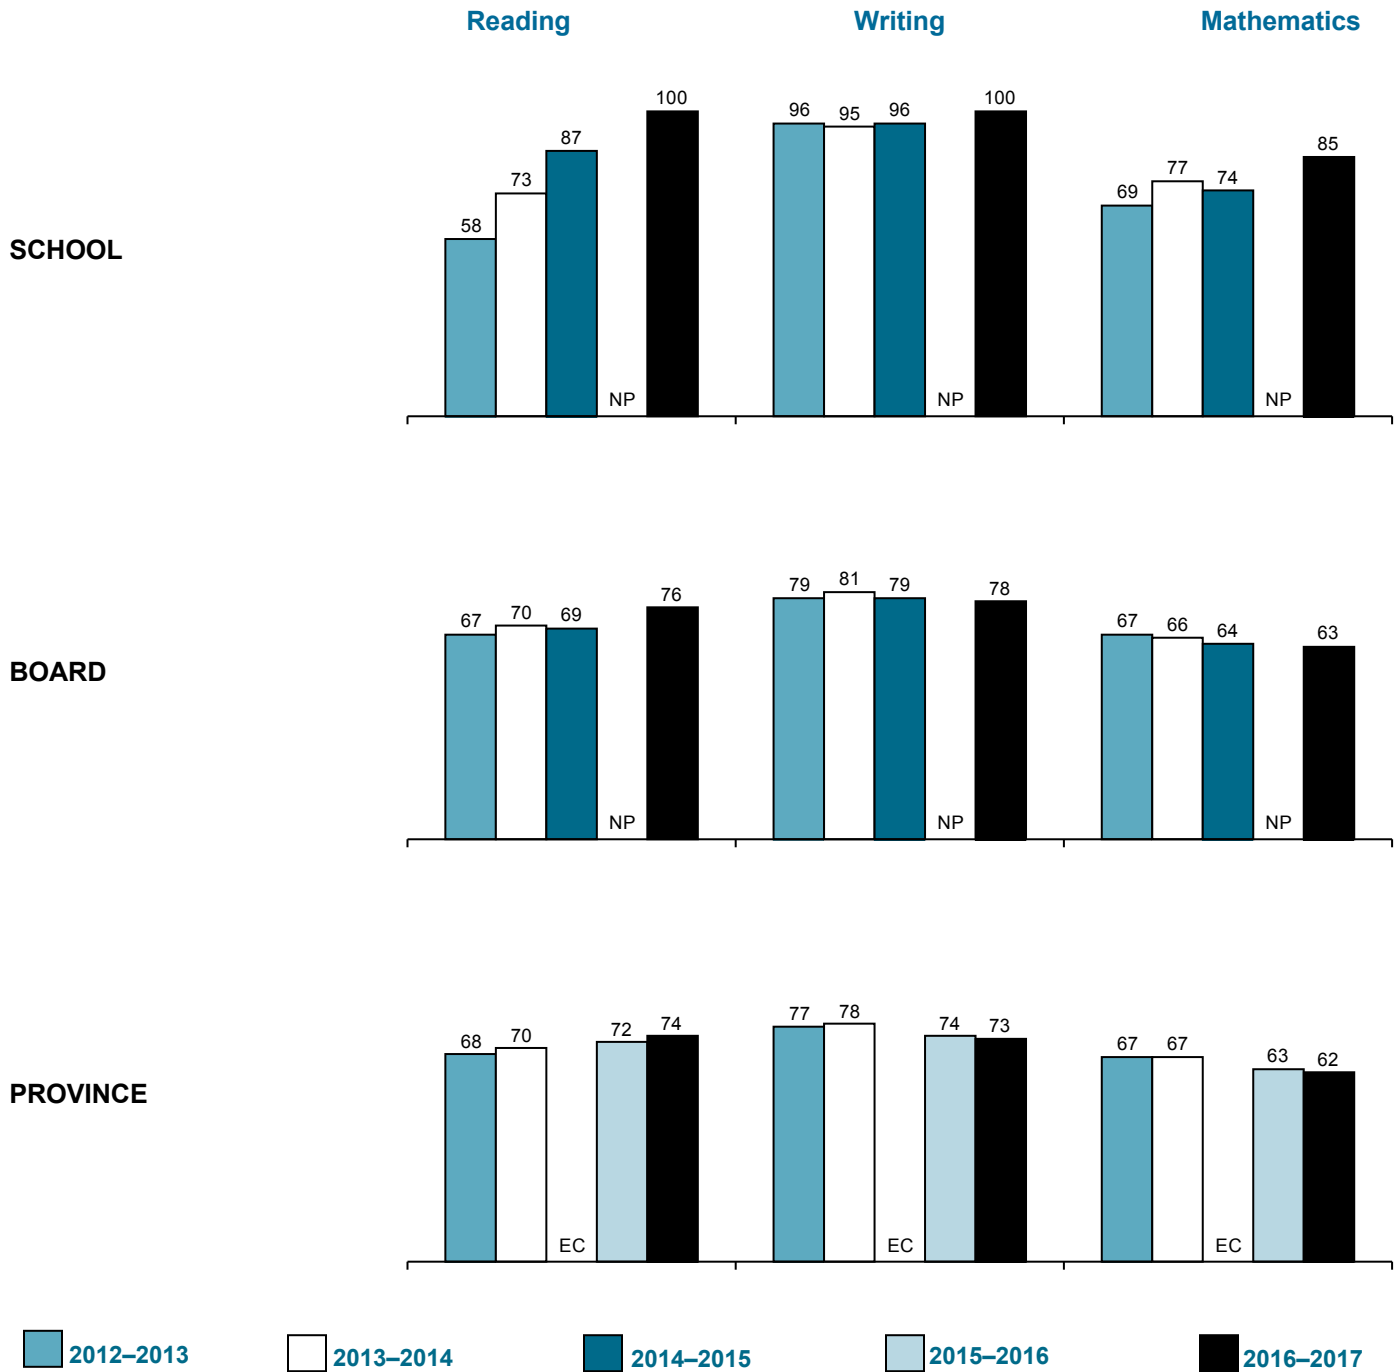 Reading Writing Mathematics
SCHOOL
58 73 87 NP 100
96 95 96 NP 100
69 77 74 NP 85
BOARD
67 70 69 NP 76
79 81 79 NP 78
67 66 64 NP 63
PROVINCE
68 70 EC 72 74
77 78 EC 74 73
67 67 EC 63 62
2012–2013 2013–2014 2014–2015 2015–2016 2016–2017